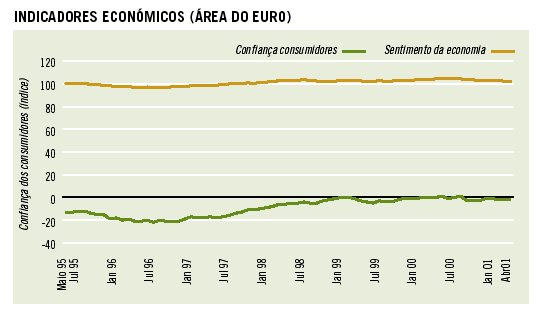 INDICADORES ECONÓMICOS (ÁREA DO EURO)
Confiança consumidores
Sentimento da economia
Confiança dos consumidores (índice)
120
100
80
60
40
20
0
-20
-40
Maio 95
Jul 95
Jan 96
Jul 96
Jan 97
Jul 97
Jan 98
Jul 98
Jan 99
Jul 99
Jan 00
Jul 00
Jan 01
Abr01